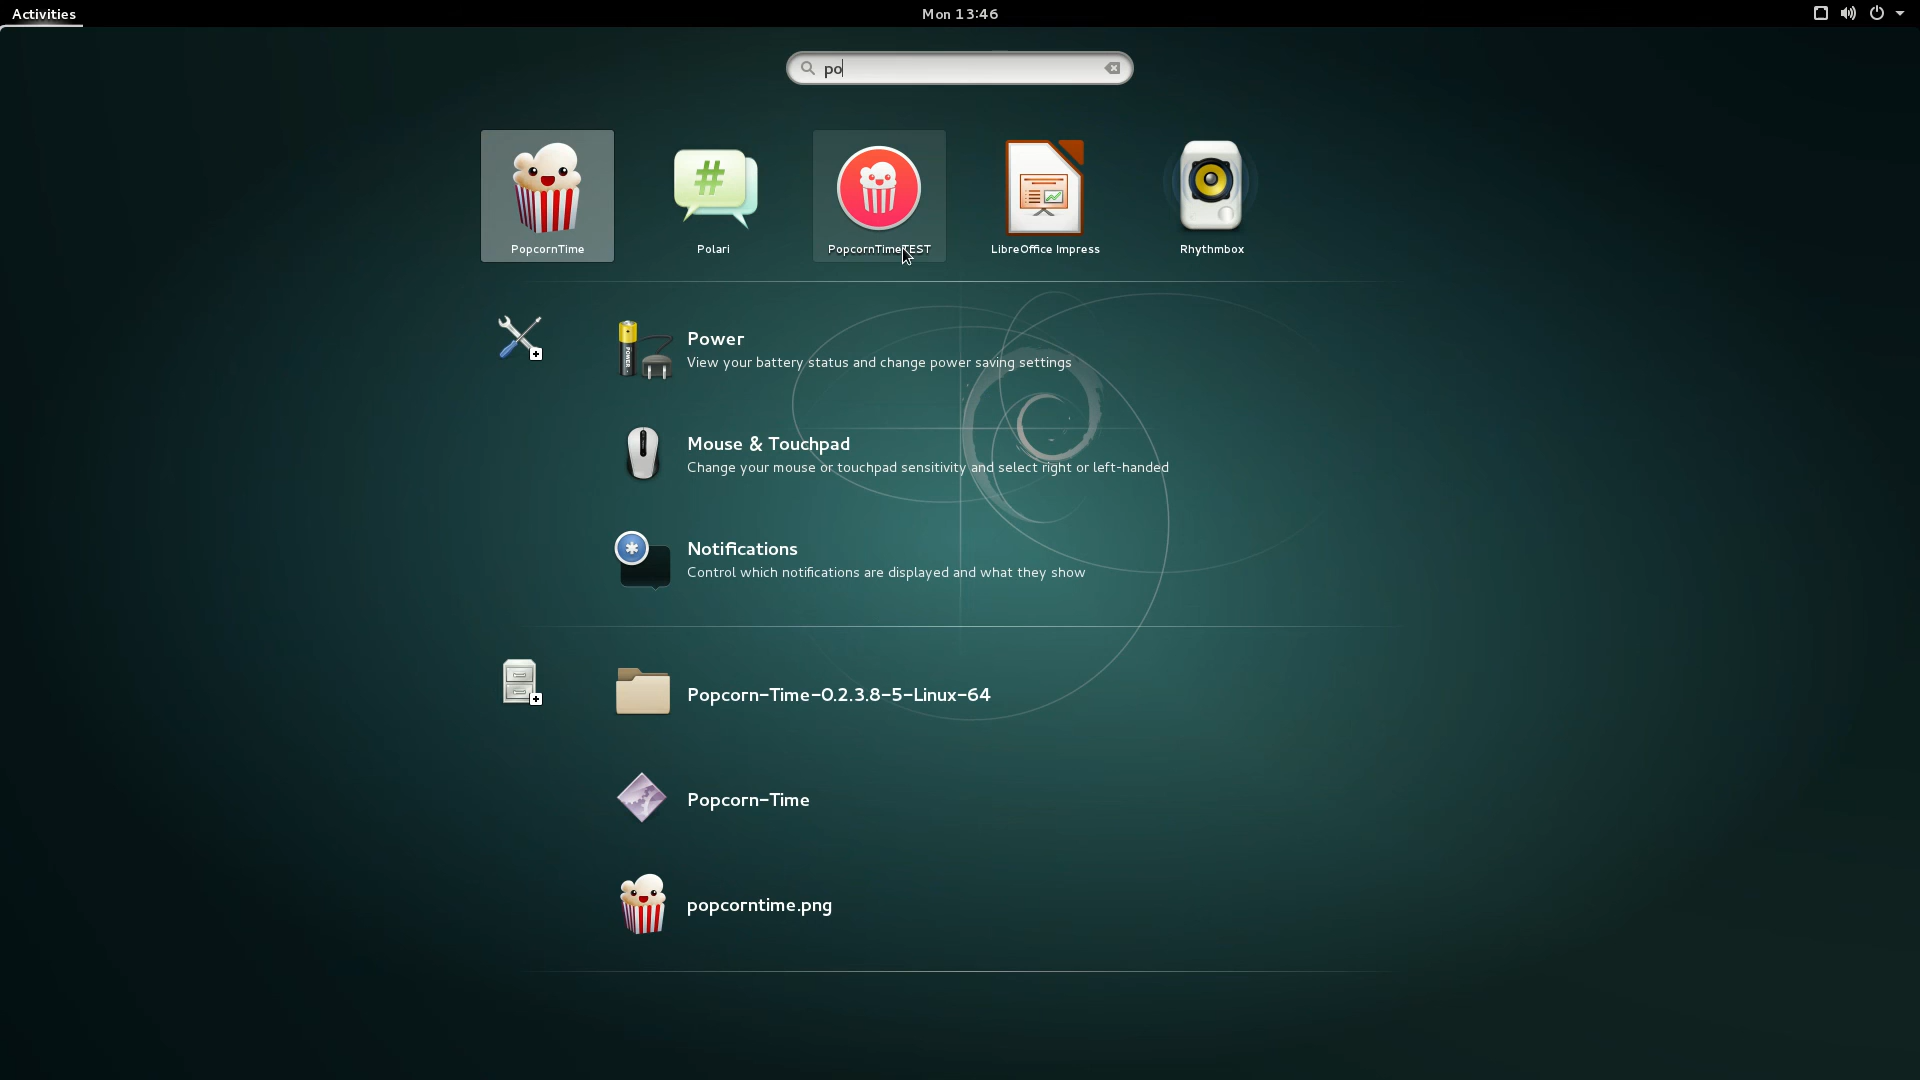 Activities
Mon 13:46
po
PopcornTime
Polari
PopcornTimeTEST
LibreOffice Impress
Rhythmbox
Power
View your battery status and change power saving settings
Mouse & Touchpad
Change your mouse or touchpad sensitivity and select right or left-handed
Notifications
Control which notifications are displayed and what they show
Popcorn-Time-0.2.3.8-5-Linux-64
Popcorn-Time
popcorntime.png